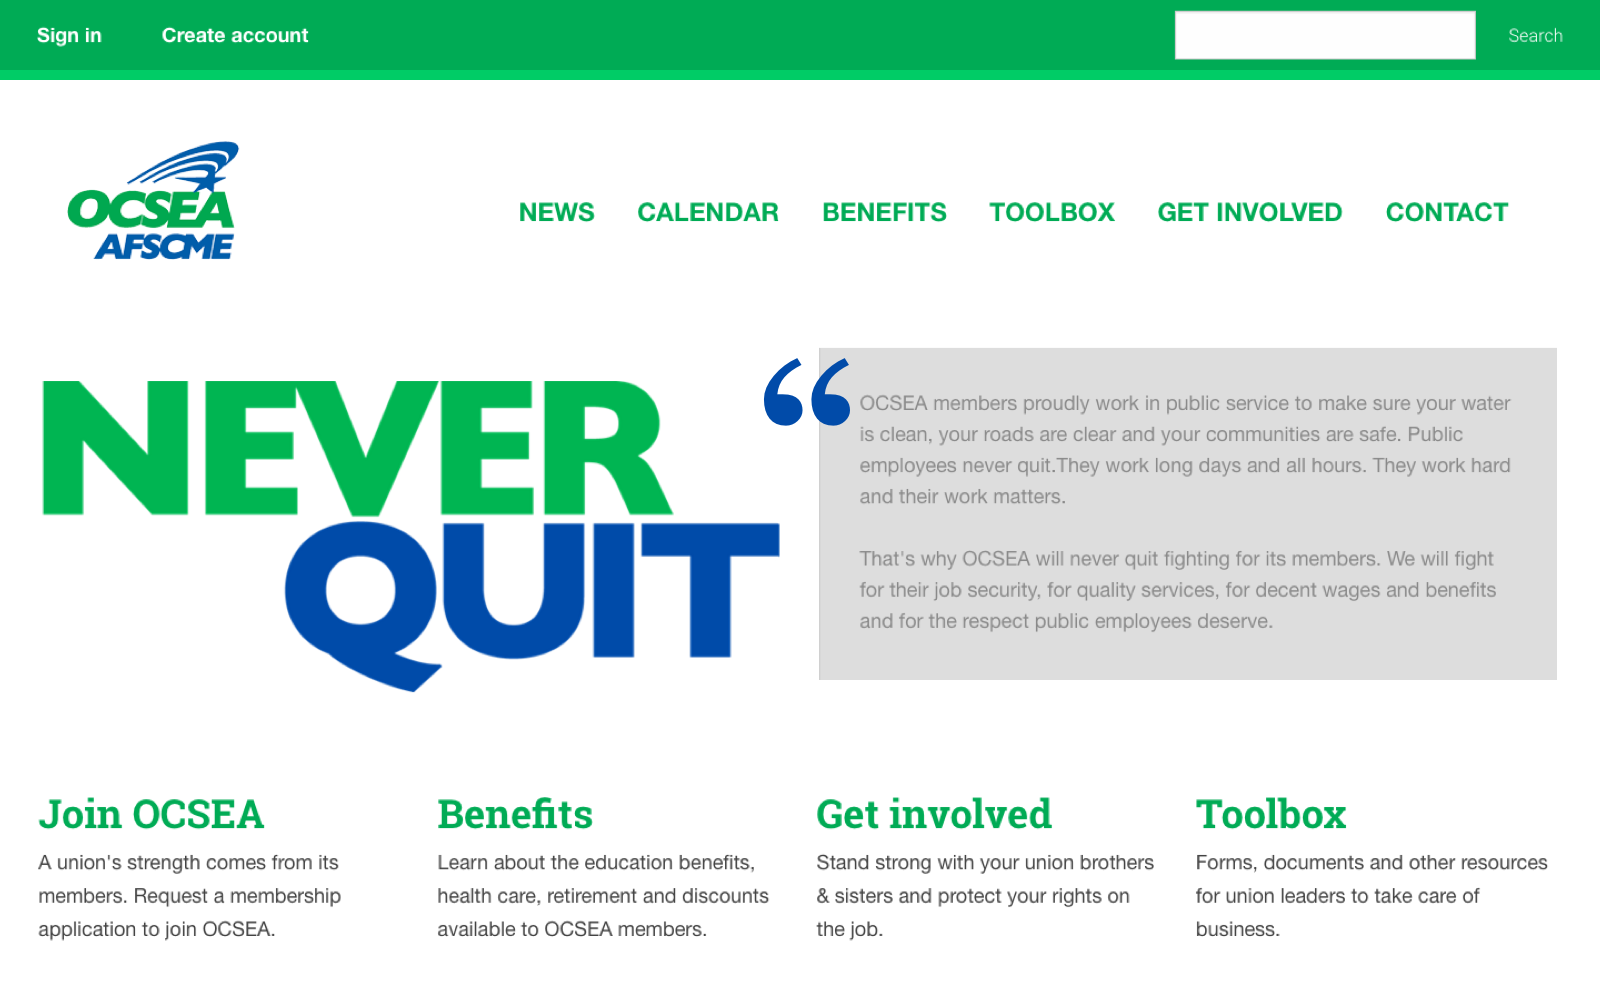 Sign in
Create account
Search
OCSEA
AFSCME
NEWS
CALENDAR
BENEFITS
TOOLBOX
GET INVOLVED
CONTACT
NEVER
QUIT
“
OCSEA members proudly work in public service to make sure your water
is clean, your roads are clear and your communities are safe. Public
employees never quit.They work long days and all hours. They work hard
and their work matters.
That's why OCSEA will never quit fighting for its members. We will fight
for their job security, for quality services, for decent wages and benefits
and for the respect public employees deserve.
Join OCSEA
A union's strength comes from its
members. Request a membership
application to join OCSEA.
Benefits
Learn about the education benefits,
health care, retirement and discounts
available to OCSEA members.
Get involved
Stand strong with your union brothers
& sisters and protect your rights on
the job.
Toolbox
Forms, documents and other resources
for union leaders to take care of
business.